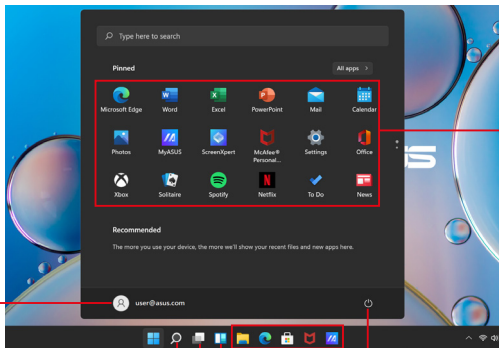 Type here to search
Pinned
All apps >
Microsoft Edge Word Excel PowerPoint Mail Calendar
Photos MyASUS ScreenXpert McAfee® Personal... Settings Office
Xbox Solitaire Spotify Netflix To Do News
Recommended
The more you use your device, the more we'll show your recent files and new apps here.
user@asus.com